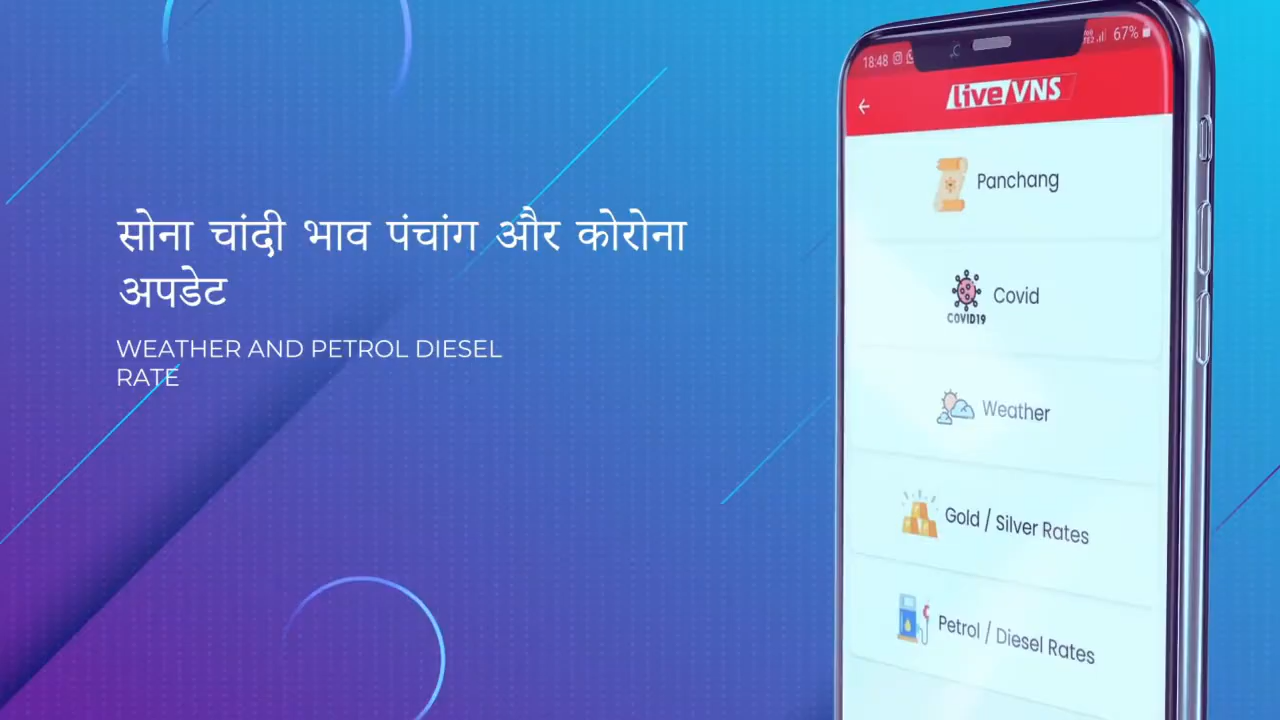 सोना चांदी भाव पंचांग और कोरोना
अपडेट
WEATHER AND PETROL DIESEL
RATE
18:48
67%
live VNS
Panchang
COVID19
Covid
Weather
Gold / Silver Rates
Petrol / Diesel Rates